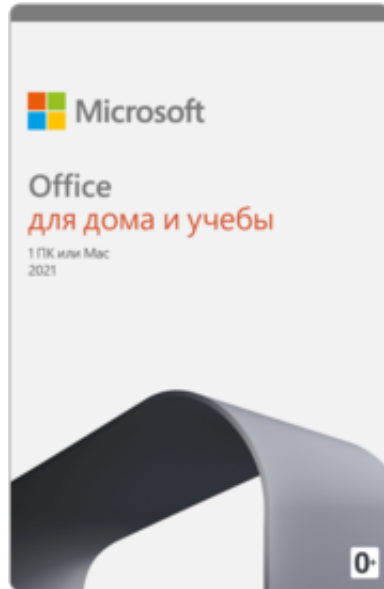 Microsoft
Office
для дома и учебы
1 ПК или Mac
2021
0+